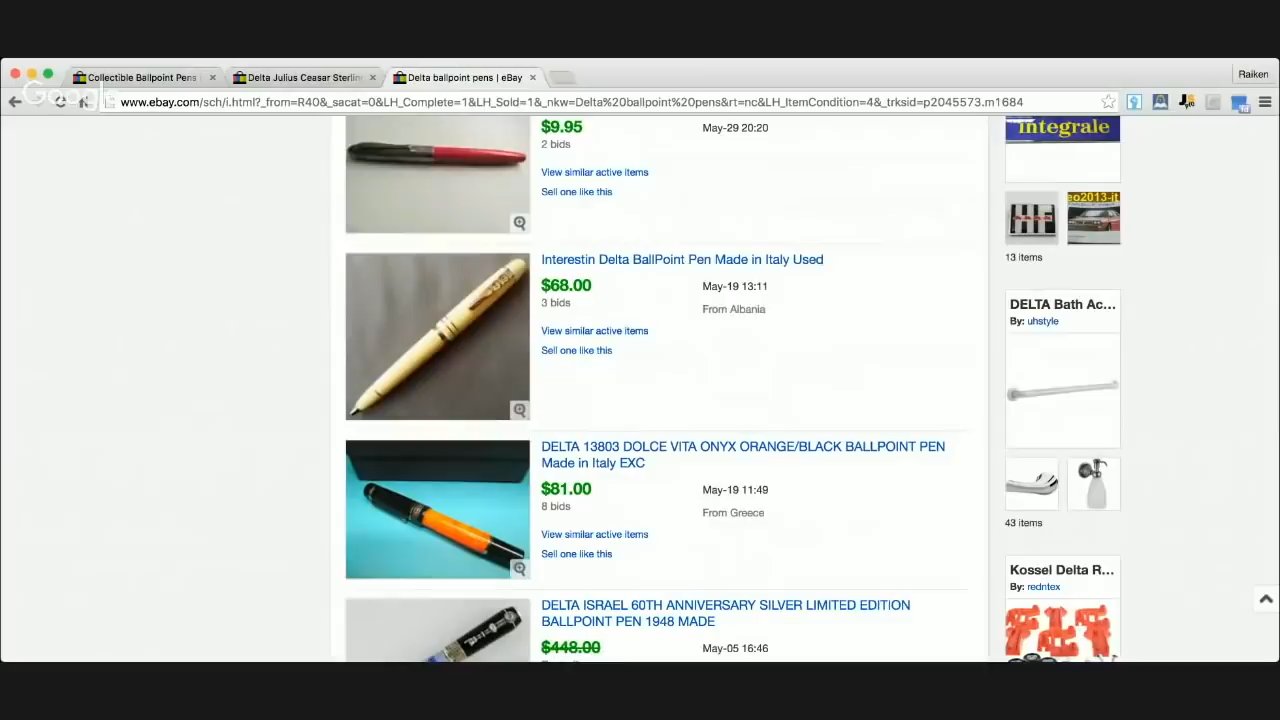 Collectible Ballpoint Pens
Delta Julius Ceasar Sterlin
Delta ballpoint pens | eBay
Raiken
Google
www.ebay.com/sch/i.html?_from=R40&_sacat=0&LH_Complete=1&LH_Sold=1&_nkw=Delta%20ballpoint%20pens&rt=nc&LH_ItemCondition=4&_trksid=p2045573.m1684
$9.95
May-29 20:20
2 bids
View similar active items
Sell one like this
Interestin Delta BallPoint Pen Made in Italy Used
$68.00
May-19 13:11
3 bids
From Albania
View similar active items
Sell one like this
DELTA 13803 DOLCE VITA ONYX ORANGE/BLACK BALLPOINT PEN
Made in Italy EXC
$81.00
May-19 11:49
8 bids
From Greece
View similar active items
Sell one like this
DELTA ISRAEL 60TH ANNIVERSARY SILVER LIMITED EDITION
BALLPOINT PEN 1948 MADE
$448.00
May-05 16:46
integrale
eo2013-it
13 items
DELTA Bath Ac...
By: uhstyle
43 items
Kossel Delta R...
By: redntex